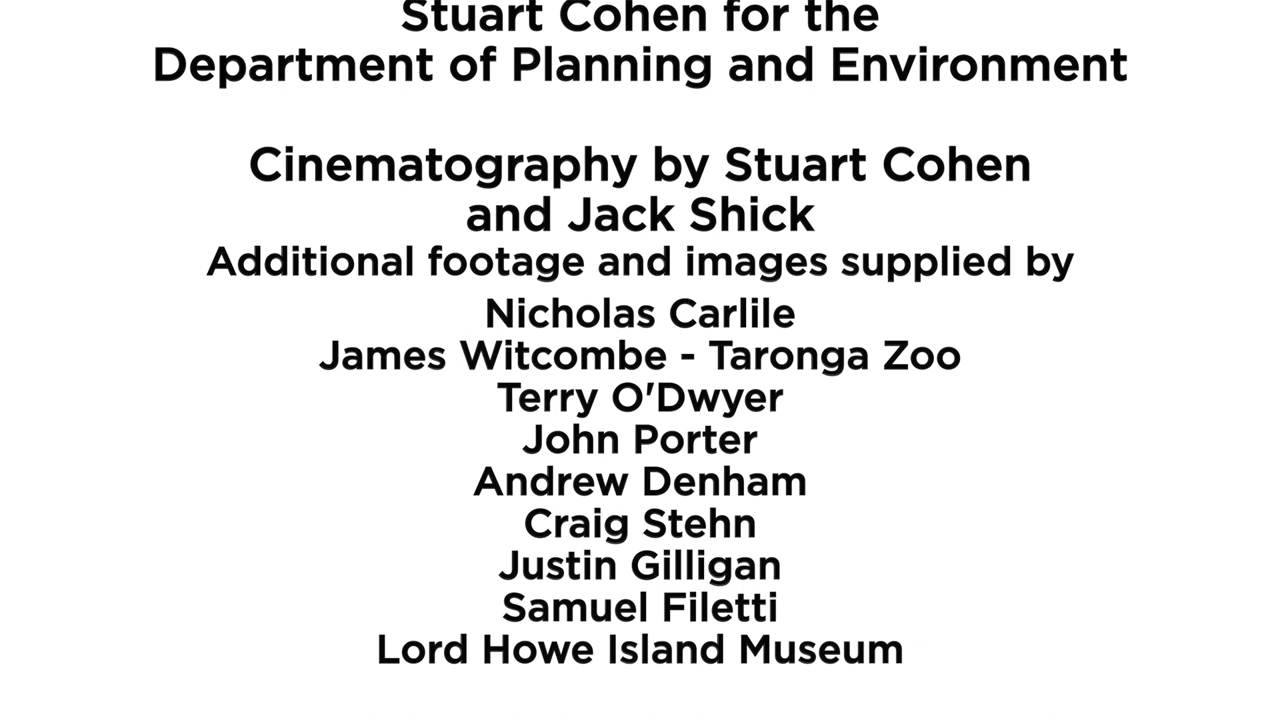 Stuart Cohen for the
Department of Planning and Environment
Cinematography by Stuart Cohen
and Jack Shick
Additional footage and images supplied by
Nicholas Carlile
James Witcombe - Taronga Zoo
Terry O'Dwyer
John Porter
Andrew Denham
Craig Stehn
Justin Gilligan
Samuel Filetti
Lord Howe Island Museum